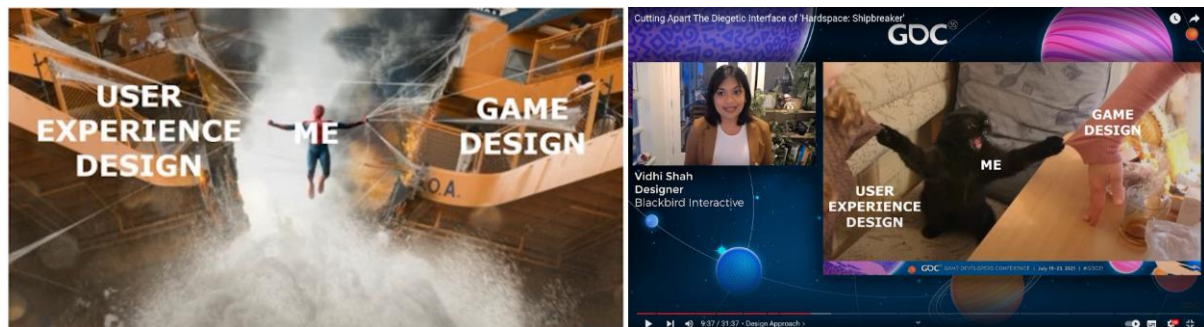 USER
EXPERIENCE
DESIGN
ME
GAME
DESIGN
O.A.
Cutting Apart The Diegetic Interface of 'Hardspace: Shipbreaker'
GDC
Vidhi Shah
Designer
Blackbird Interactive
GAME
DESIGN
ME
USER
EXPERIENCE
DESIGN
GDC GAME DEVELOPERS CONFERENCE | July 19-23, 2021 | #GDC21
9:37 / 31:37 • Design Approach >